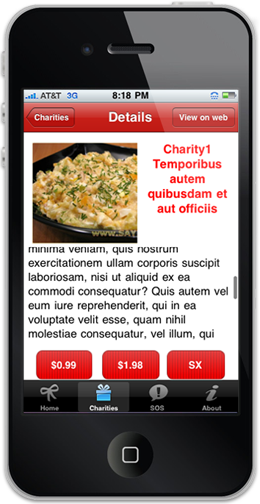 AT&T 3G 8:18 PM
Charities Details View on web
WWW.SAY
Charity1
Temporibus
autem
quibusdam et
aut officiis
minima veniam, quis nostrum
exercitationem ullam corporis suscipit
laboriosam, nisi ut aliquid ex ea
commodi consequatur? Quis autem vel
eum iure reprehenderit, qui in ea
voluptate velit esse, quam nihil
molestiae consequatur, vel illum, qui
$0.99 $1.98 SX
Home Charities SOS About